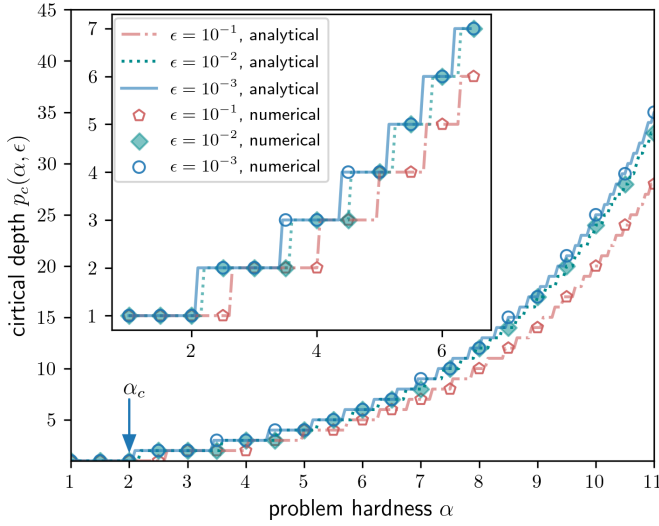 45
40
35
30
25
20
15
10
5
cirtical depth p_c(α, ϵ)
7
6
5
4
3
2
1
ϵ = 10⁻¹, analytical
ϵ = 10⁻², analytical
ϵ = 10⁻³, analytical
ϵ = 10⁻¹, numerical
ϵ = 10⁻², numerical
ϵ = 10⁻³, numerical
2 4 6
α_c
1 2 3 4 5 6 7 8 9 10 11
problem hardness α